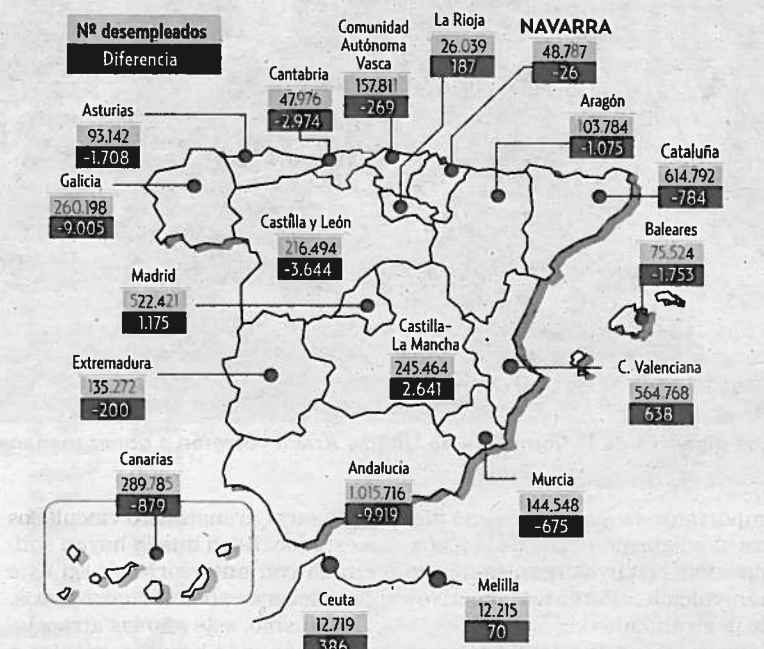 Nº desempleados
Diferencia
Asturias
93.142
-1.708
Cantabria
47.976
-2.974
Comunidad
Autónoma
Vasca
157.811
-269
La Rioja
26.039
187
NAVARRA
48.787
-26
Aragón
103.784
-1.075
Cataluña
614.792
-784
Galicia
260.198
-9.005
Castilla y León
216.494
-3.644
Baleares
75.524
-1.753
Madrid
522.421
1.175
Castilla-
La Mancha
245.464
2.641
Extremadura
135.272
-200
C. Valenciana
564.768
638
Canarias
289.785
-879
Andalucía
1.015.716
-9.919
Murcia
144.548
-675
Ceuta
12.719
386
Melilla
12.215
70